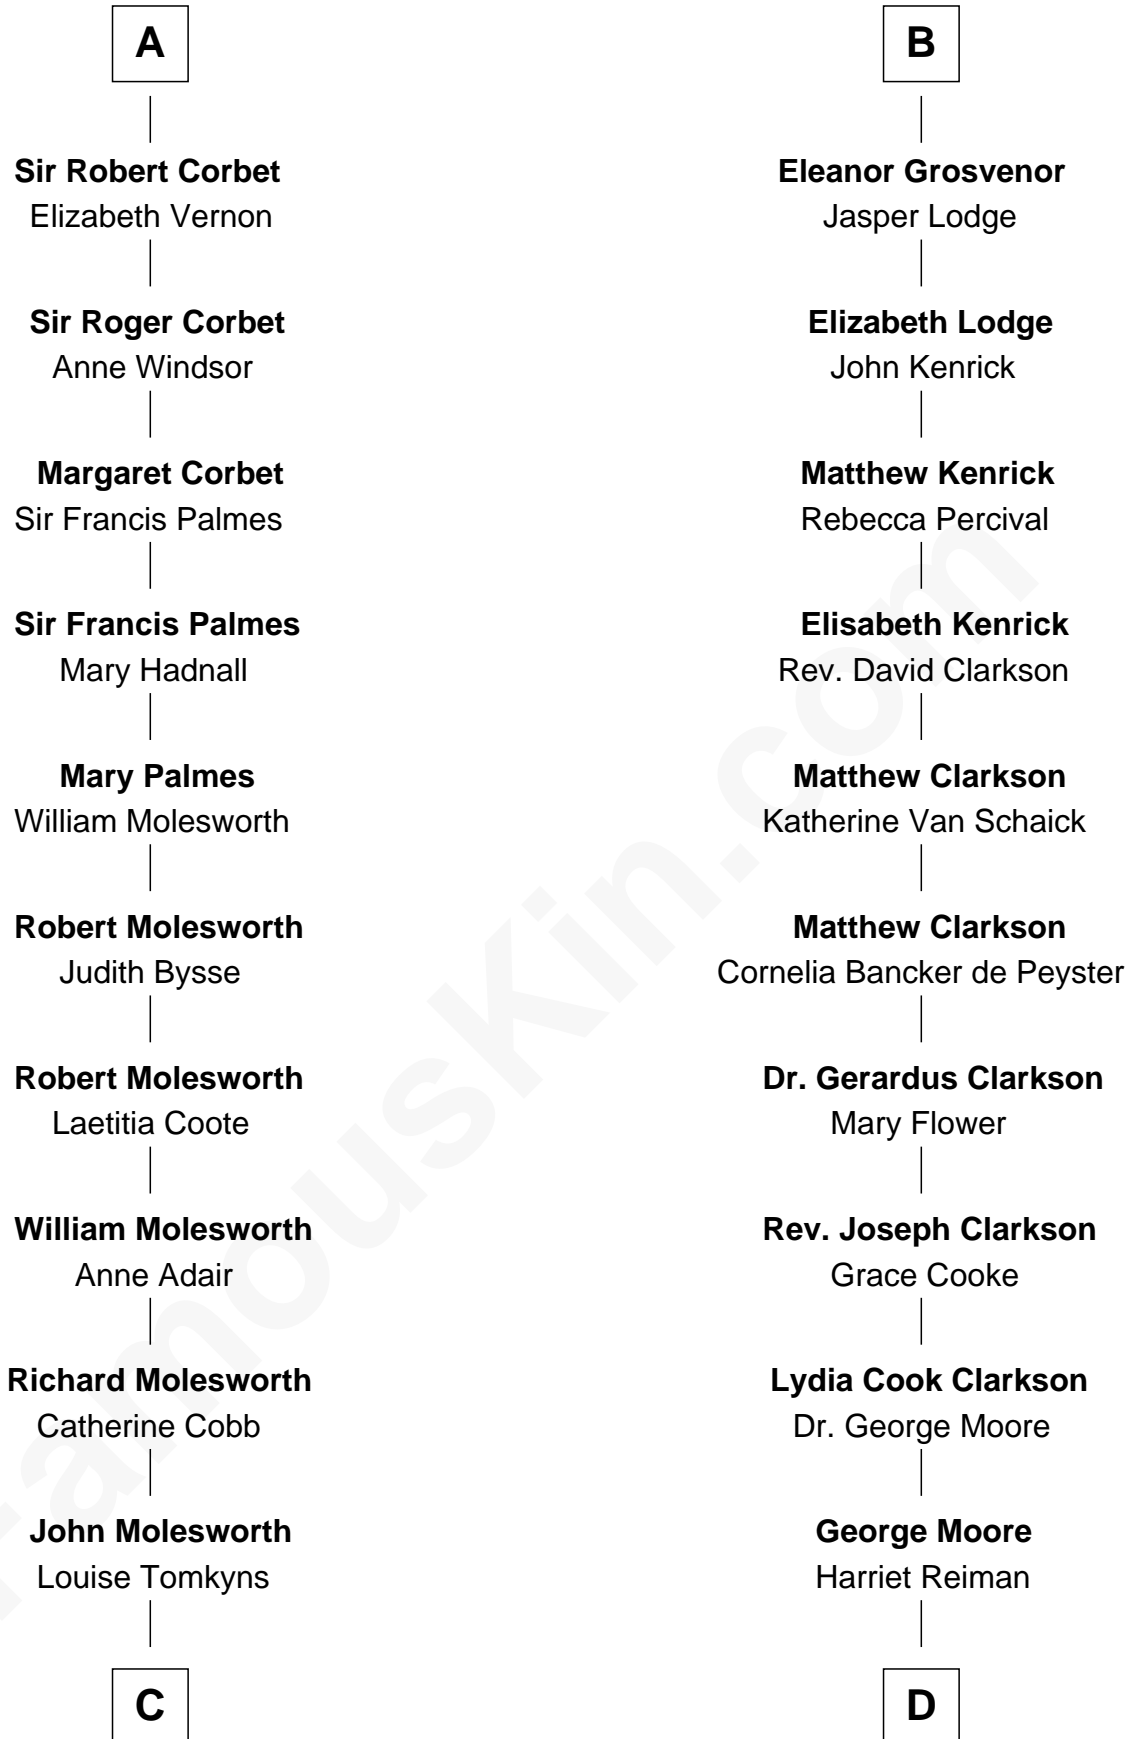 A
Sir Robert Corbet
Elizabeth Vernon
Sir Roger Corbet
Anne Windsor
Margaret Corbet
Sir Francis Palmes
Sir Francis Palmes
Mary Hadnall
Mary Palmes
William Molesworth
Robert Molesworth
Judith Bysse
Robert Molesworth
Laetitia Coote
William Molesworth
Anne Adair
Richard Molesworth
Catherine Cobb
John Molesworth
Louise Tomkyns
C
B
Eleanor Grosvenor
Jasper Lodge
Elizabeth Lodge
John Kenrick
Matthew Kenrick
Rebecca Percival
Elisabeth Kenrick
Rev. David Clarkson
Matthew Clarkson
Katherine Van Schaick
Matthew Clarkson
Cornelia Bancker de Peyster
Dr. Gerardus Clarkson
Mary Flower
Rev. Joseph Clarkson
Grace Cooke
Lydia Cook Clarkson
Dr. George Moore
George Moore
Harriet Reiman
D
FamousKin.com